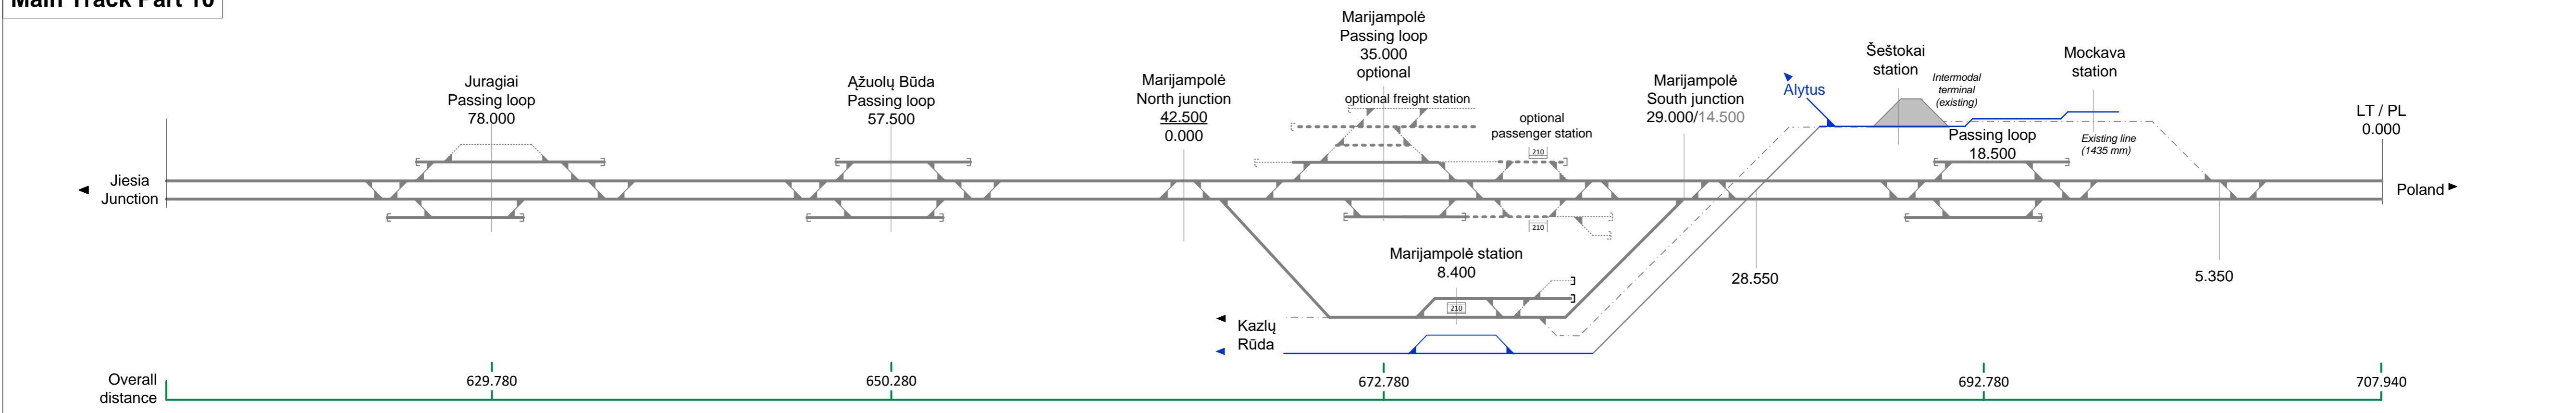 Main Track Part 10
Jiesia
Junction
Juragiai
Passing loop
78.000
Ąžuolų Būda
Passing loop
57.500
Marijampolė
North junction
42.500
0.000
Marijampolė
Passing loop
35.000
optional
optional freight station
optional
passenger station
210
210
Marijampolė
South junction
29.000/14.500
Alytus
Šeštokai
station
Intermodal
terminal
(existing)
Mockava
station
Passing loop
18.500
Existing line
(1435 mm)
LT / PL
0.000
Poland
Marijampolė station
8.400
210
28.550
5.350
Kazlų
Rūda
Overall
distance
629.780
650.280
672.780
692.780
707.940